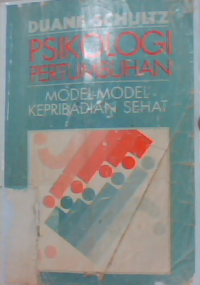 DUANE SCHULTZ
PSIKOLOGI
PERTUMBUHAN
MODEL-MODEL
KEPRIBADIAN SEHAT